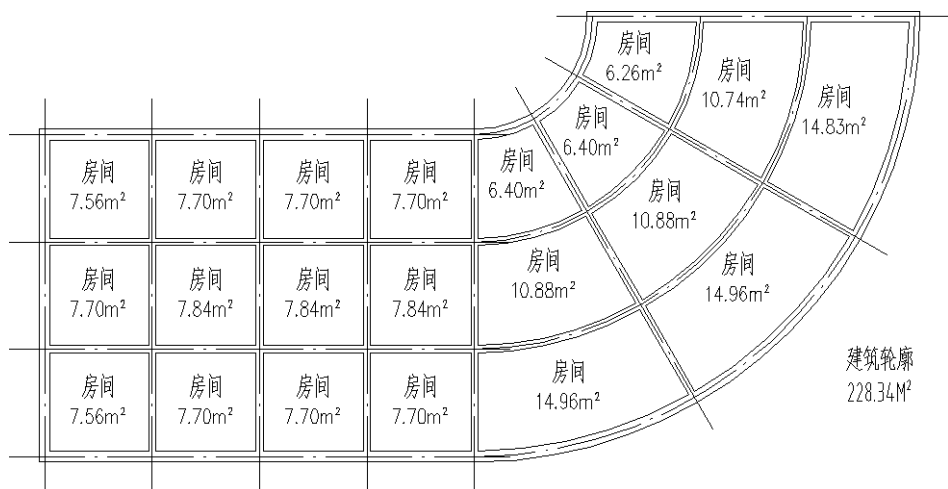 房间
6.26m²
房间
10.74m²
房间
14.83m²
房间
6.40m²
房间
6.40m²
房间
7.56m²
房间
7.70m²
房间
7.70m²
房间
7.70m²
房间
10.88m²
房间
10.88m²
房间
14.96m²
房间
7.70m²
房间
7.84m²
房间
7.84m²
房间
7.84m²
房间
14.96m²
房间
7.56m²
房间
7.70m²
房间
7.70m²
房间
7.70m²
建筑轮廓
228.34M²